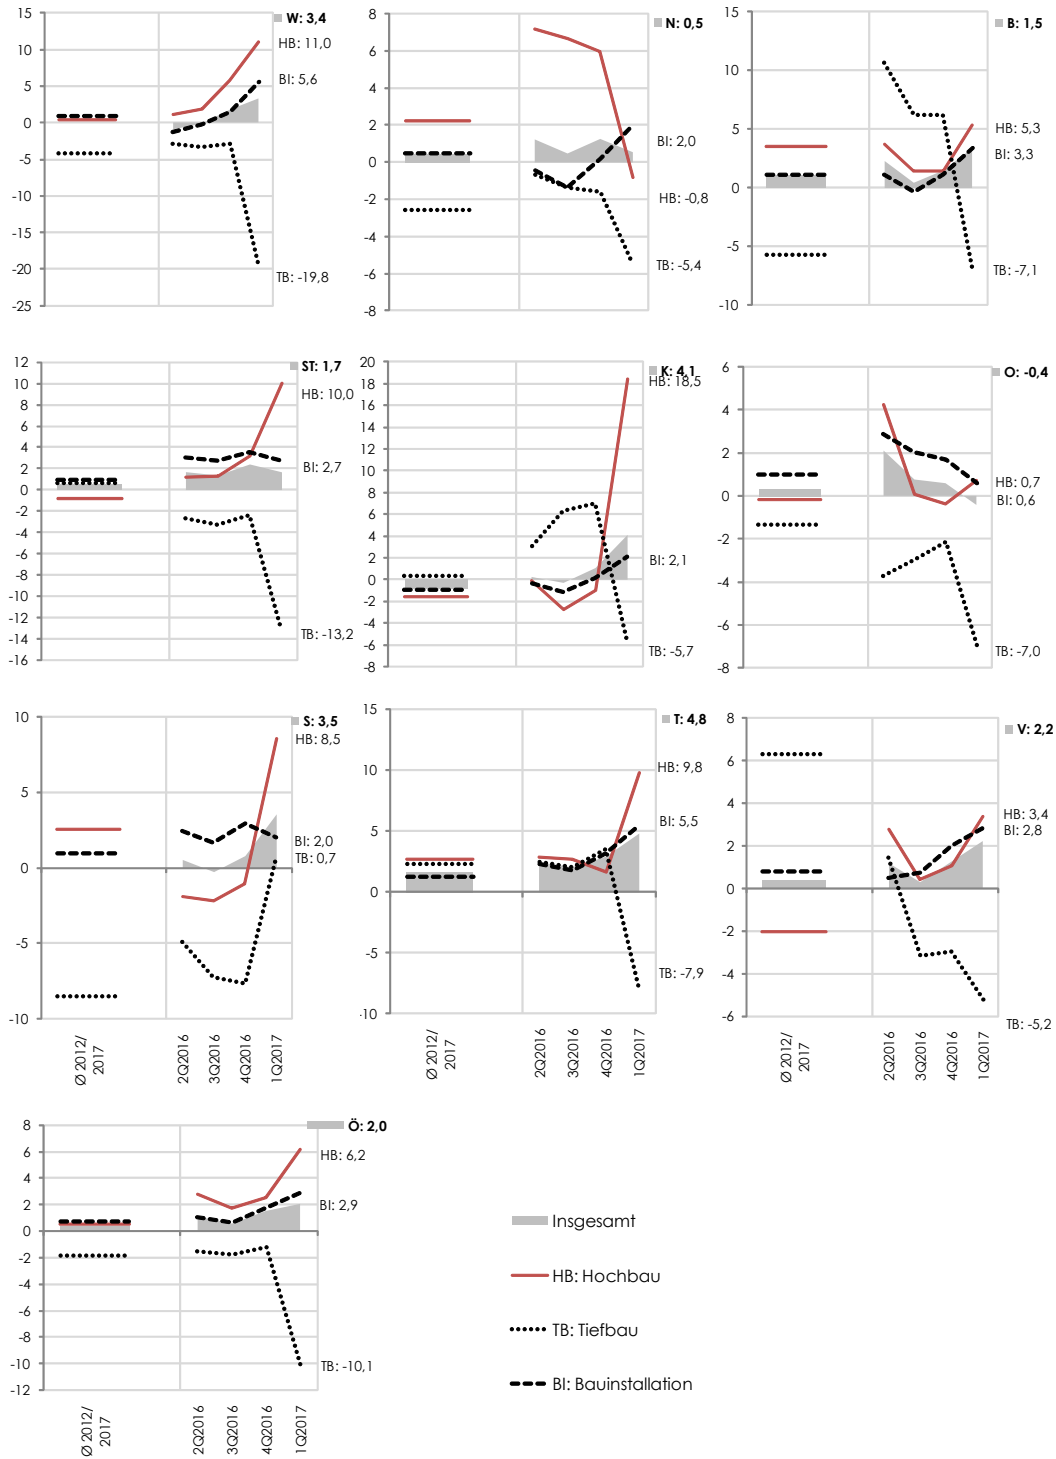 W: 3,4
HB: 11,0
BI: 5,6
TB: -19,8
15
10
5
0
-5
-10
-15
-20
-25
N: 0,5
BI: 2,0
HB: -0,8
TB: -5,4
8
6
4
2
0
-2
-4
-6
-8
B: 1,5
HB: 5,3
BI: 3,3
TB: -7,1
15
10
5
0
-5
-10
ST: 1,7
HB: 10,0
BI: 2,7
TB: -13,2
12
10
8
6
4
2
0
-2
-4
-6
-8
-10
-12
-14
-16
K: 4,1
HB: 18,5
BI: 2,1
TB: -5,7
20
18
16
14
12
10
8
6
4
2
0
-2
-4
-6
-8
O: -0,4
HB: 0,7
BI: 0,6
TB: -7,0
6
4
2
0
-2
-4
-6
-8
S: 3,5
HB: 8,5
BI: 2,0
TB: 0,7
10
5
0
-5
-10
Ø 2012/
2017
2Q2016
3Q2016
4Q2016
1Q2017
T: 4,8
HB: 9,8
BI: 5,5
TB: -7,9
15
10
5
0
-5
-10
Ø 2012/
2017
2Q2016
3Q2016
4Q2016
1Q2017
V: 2,2
HB: 3,4
BI: 2,8
TB: -5,2
8
6
4
2
0
-2
-4
-6
Ø 2012/
2017
2Q2016
3Q2016
4Q2016
1Q2017
Ö: 2,0
HB: 6,2
BI: 2,9
TB: -10,1
8
6
4
2
0
-2
-4
-6
-8
-10
-12
Ø 2012/
2017
2Q2016
3Q2016
4Q2016
1Q2017
Insgesamt
HB: Hochbau
TB: Tiefbau
BI: Bauinstallation